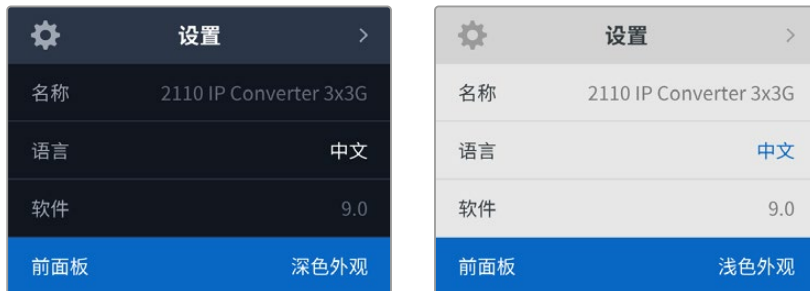 设置
名称 2110 IP Converter 3x3G
语言 中文
软件 9.0
前面板 深色外观
设置
名称 2110 IP Converter 3x3G
语言 中文
软件 9.0
前面板 浅色外观